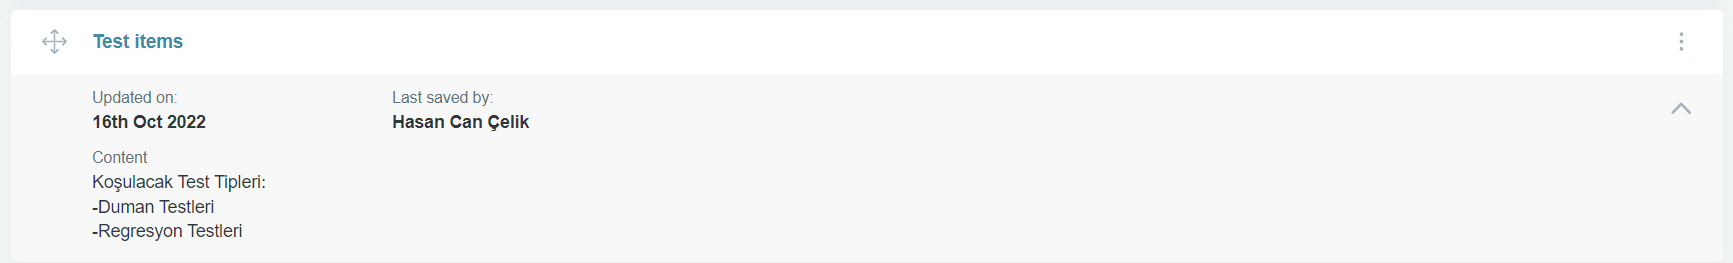 Test items
Updated on: Last saved by:
16th Oct 2022 Hasan Can Çelik
Content
Koşulacak Test Tipleri:
-Duman Testleri
-Regresyon Testleri